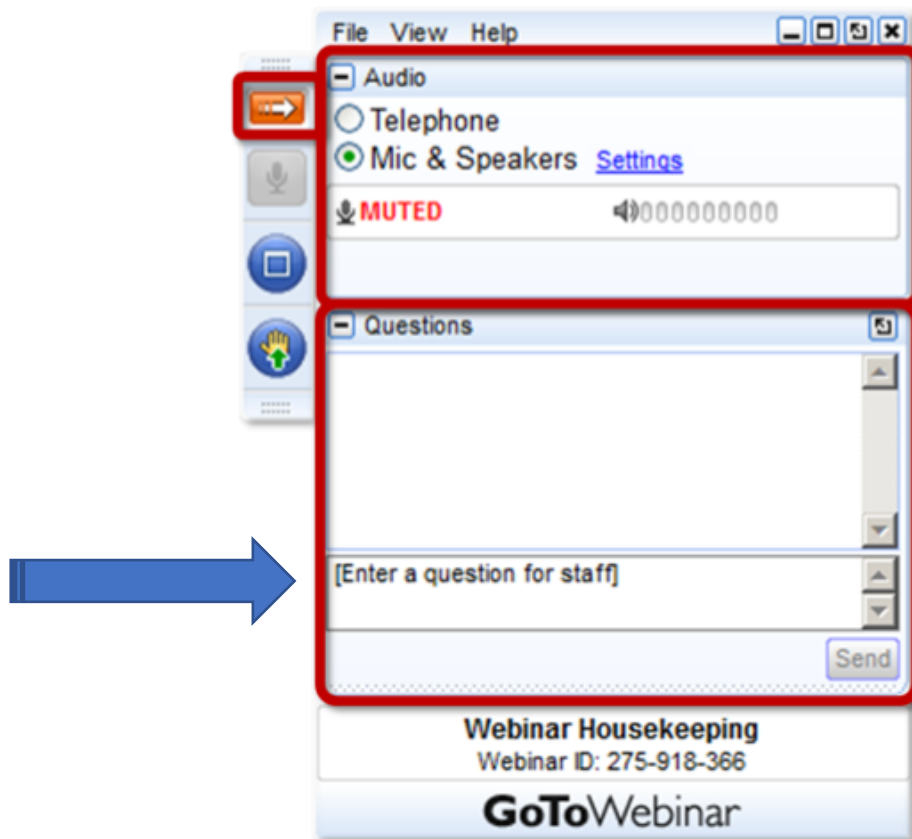 File View Help
Audio
Telephone
Mic & Speakers Settings
MUTED 000000000
Questions
[Enter a question for staff]
Send
Webinar Housekeeping
Webinar ID: 275-918-366
GoToWebinar